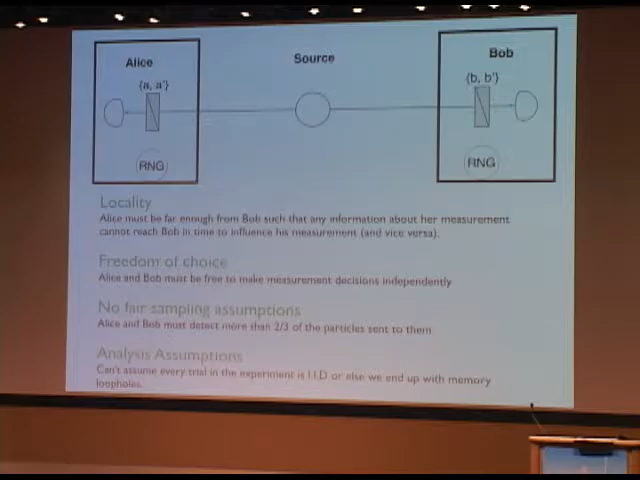 Alice
Source
Bob
{a, a'}
{b, b'}
RNG
RNG
Locality
Alice must be far enough from Bob such that any information about her measurement
cannot reach Bob in time to influence his measurement (and vice versa).
Freedom of choice
Alice and Bob must be free to make measurement decisions independently
No fair sampling assumptions
Alice and Bob must detect more than 2/3 of the particles sent to them
Analysis Assumptions
Can't assume every trial in the experiment is I.I.D or else we end up with memory
loopholes.